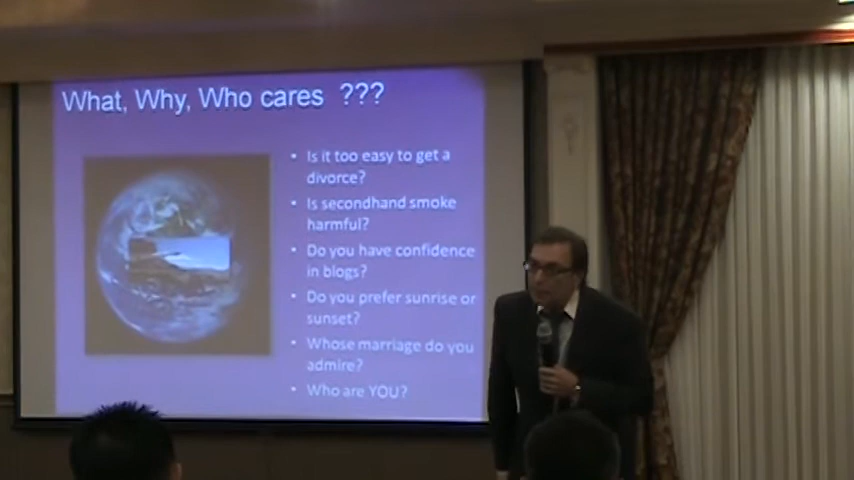 What, Why, Who cares ???
• Is it too easy to get a
divorce?
• Is secondhand smoke
harmful?
• Do you have confidence
in blogs?
• Do you prefer sunrise or
sunset?
• Whose marriage do you
admire?
• Who are YOU?